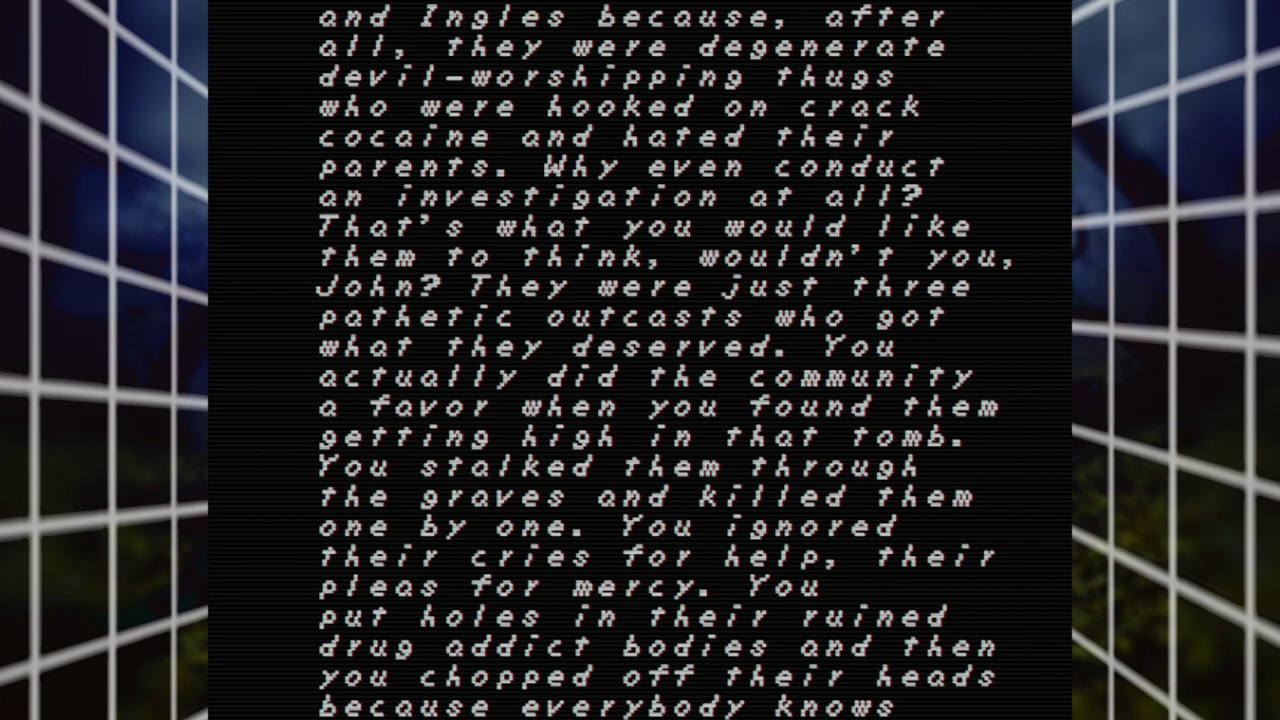 and Ingles because, after
all, they were degenerate
devil-worshipping thugs
who were hooked on crack
cocaine and hated their
parents. Why even conduct
an investigation at all?
That's what you would like
them to think, wouldn't you,
John? They were just three
pathetic outcasts who got
what they deserved. You
actually did the community
a favor when you found them
getting high in that tomb.
You stalked them through
the graves and killed them
one by one. You ignored
their cries for help, their
pleas for mercy. You
put holes in their ruined
drug addict bodies and then
you chopped off their heads
because everybody knows